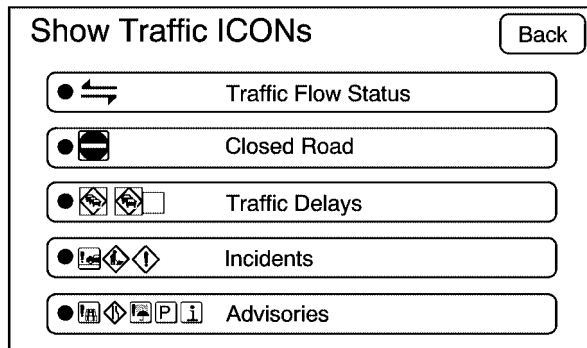 Show Traffic ICONs
Back
Traffic Flow Status
Closed Road
Traffic Delays
! ! Incidents
! P i Advisories